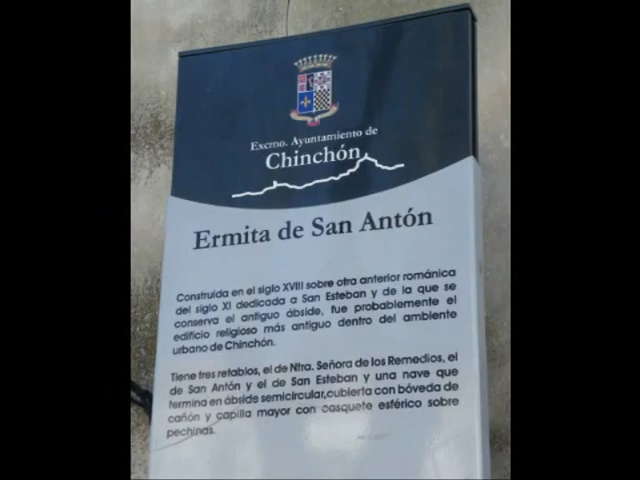 Excmo. Ayuntamiento de
Chinchón
Ermita de San Antón
Construida en el siglo XVIII sobre otra anterior románica
del siglo XI dedicada a San Esteban y de la que se
conserva el antiguo ábside, fue probablemente el
edificio religioso más antiguo dentro del ambiente
urbano de Chinchón.
Tiene tres retablos, el de Ntra. Señora de los Remedios, el
de San Antón y el de San Esteban y una nave que
termina en ábside semicircular,cubierta con bóveda de
cañón y capilla mayor con casquete esférico sobre
pechinas.